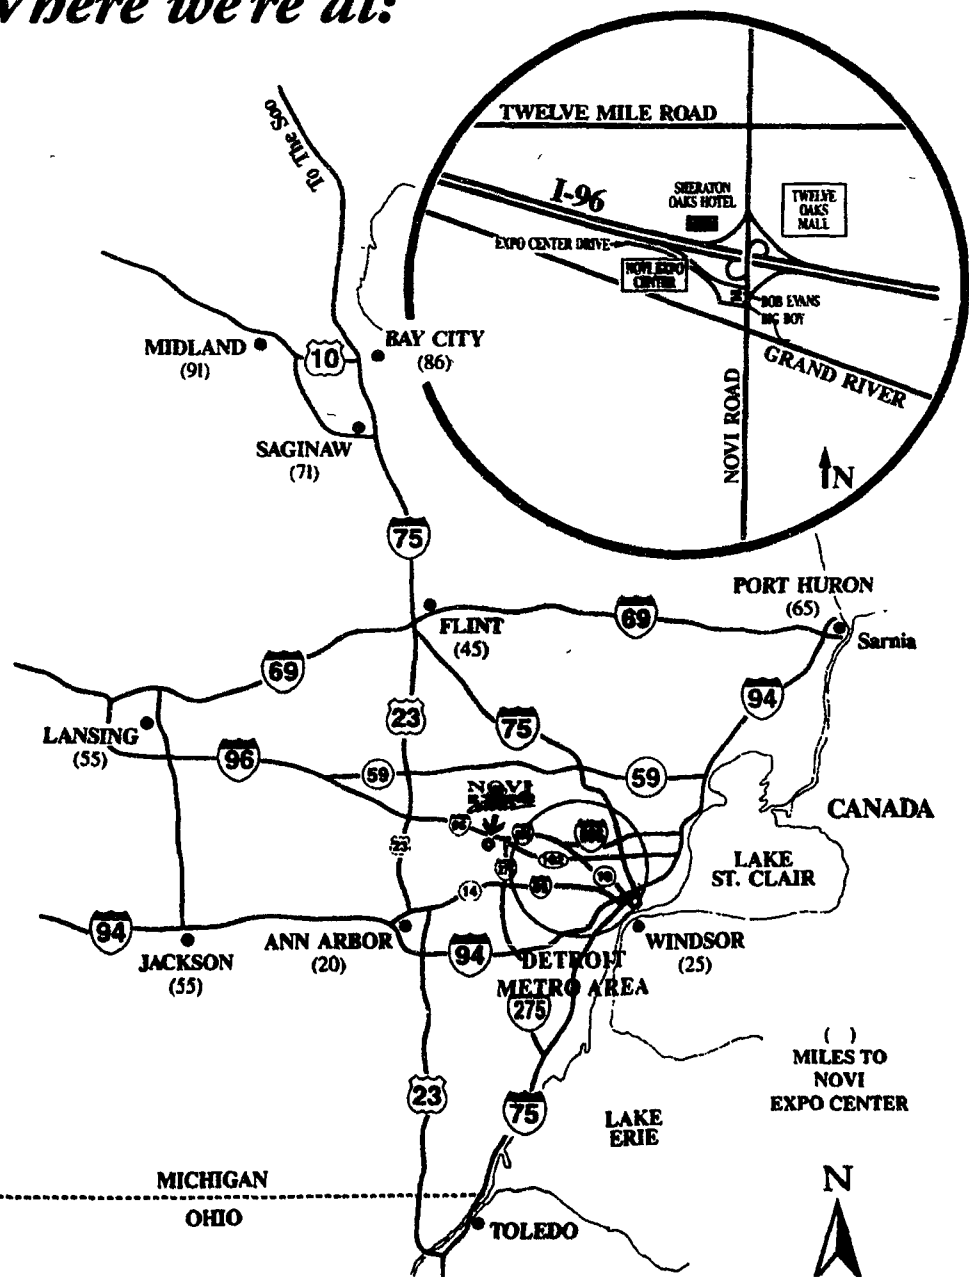 Where we're at:
To The Soo
TWELVE MILE ROAD
I-96
SHERATON
OAKS HOTEL
TWELVE
OAKS
MALL
EXPO CENTER DRIVE
NOVI EXPO
CENTER
BOB EVANS
BIG BOY
GRAND RIVER
NOVI ROAD
N
MIDLAND
(91)
10
BAY CITY
(86)
SAGINAW
(71)
75
PORT HURON
(65)
Sarnia
FLINT
(45)
69
69
94
23
75
LANSING
(55)
96
59
59
NOVI
CANADA
LAKE
ST. CLAIR
23
14
94
JACKSON
(55)
ANN ARBOR
(20)
94
WINDSOR
(25)
DETROIT
METRO AREA
275
( )
MILES TO
NOVI
EXPO CENTER
23
75
LAKE
ERIE
MICHIGAN
OHIO
TOLEDO
N